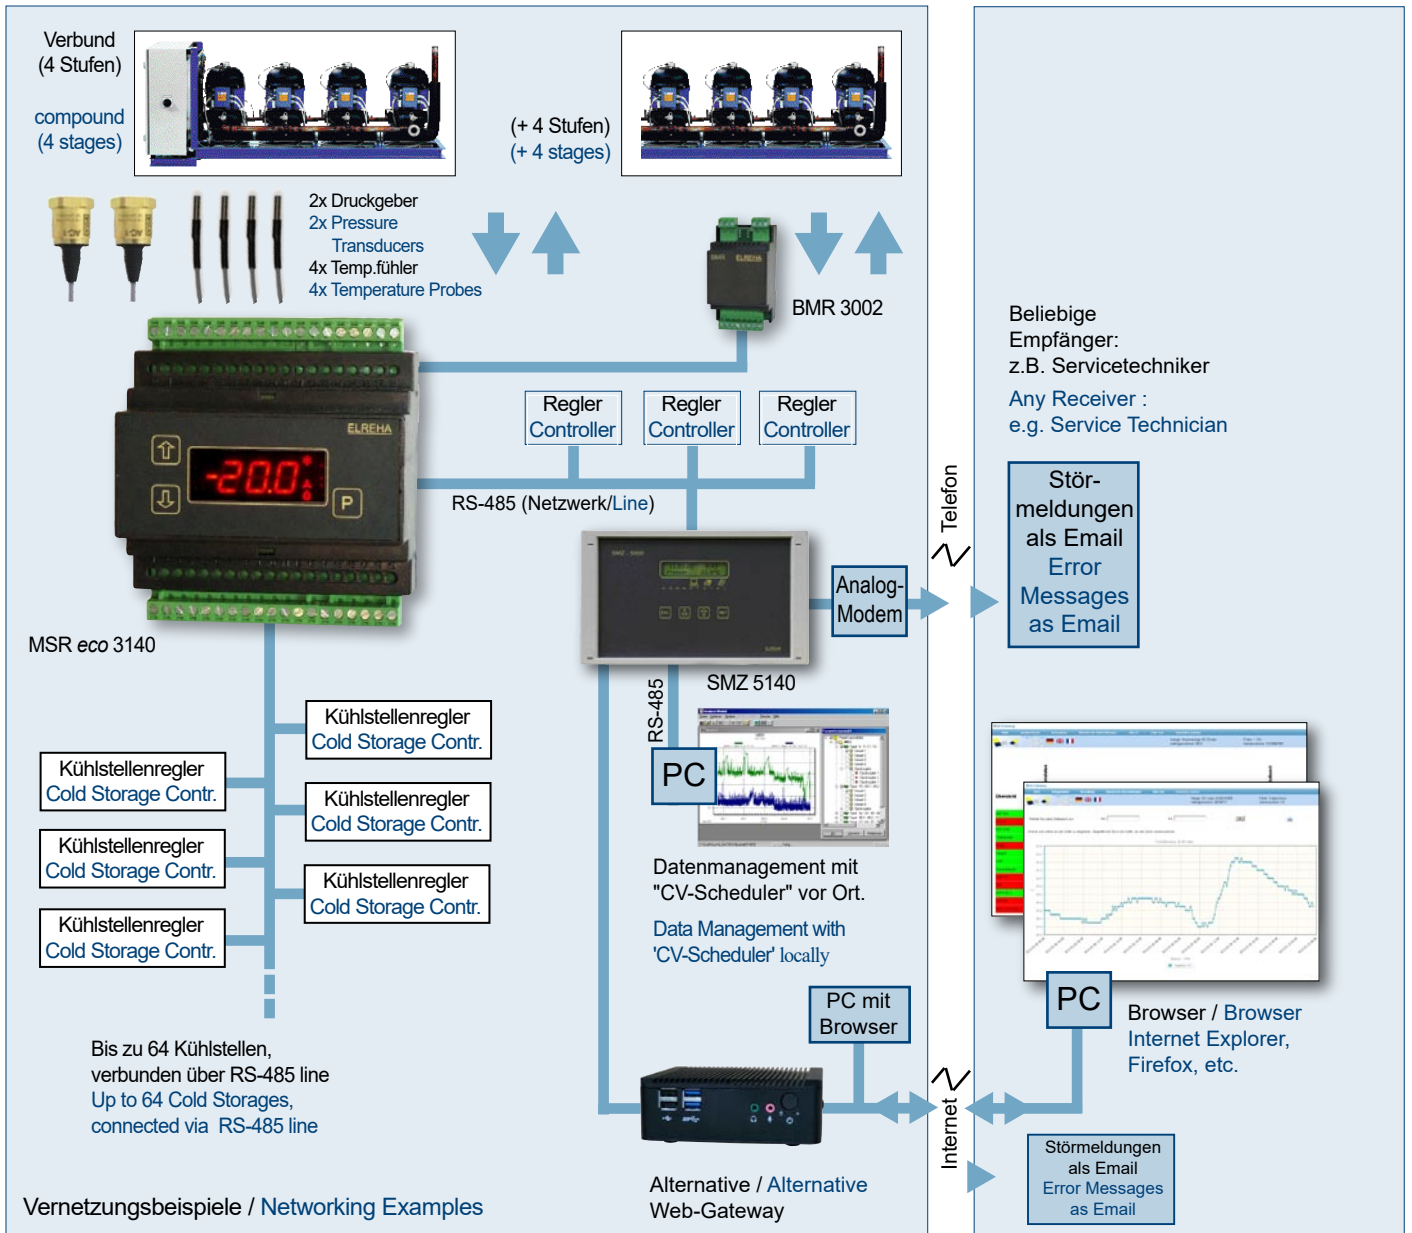 Verbund
(4 Stufen)
compound
(4 stages)
(+ 4 Stufen)
(+ 4 stages)
2x Druckgeber
2x Pressure
Transducers
4x Temp.fühler
4x Temperature Probes
ELREHA
BMR 3002
ELREHA
-20.0
P
MSR eco 3140
Regler
Controller
Regler
Controller
Regler
Controller
RS-485 (Netzwerk/Line)
SMZ 5140
Analog-
Modem
Telefon
Beliebige
Empfänger:
z.B. Servicetechniker
Any Receiver :
e.g. Service Technician
Stör-
meldungen
als Email
Error
Messages
as Email
Kühlstellenregler
Cold Storage Contr.
Kühlstellenregler
Cold Storage Contr.
Kühlstellenregler
Cold Storage Contr.
Kühlstellenregler
Cold Storage Contr.
Kühlstellenregler
Cold Storage Contr.
Kühlstellenregler
Cold Storage Contr.
Bis zu 64 Kühlstellen,
verbunden über RS-485 line
Up to 64 Cold Storages,
connected via RS-485 line
RS-485
PC
Datenmanagement mit
"CV-Scheduler" vor Ort.
Data Management with
'CV-Scheduler' locally
PC mit
Browser
Alternative / Alternative
Web-Gateway
Internet
PC
Browser / Browser
Internet Explorer,
Firefox, etc.
Störmeldungen
als Email
Error Messages
as Email
Vernetzungsbeispiele / Networking Examples